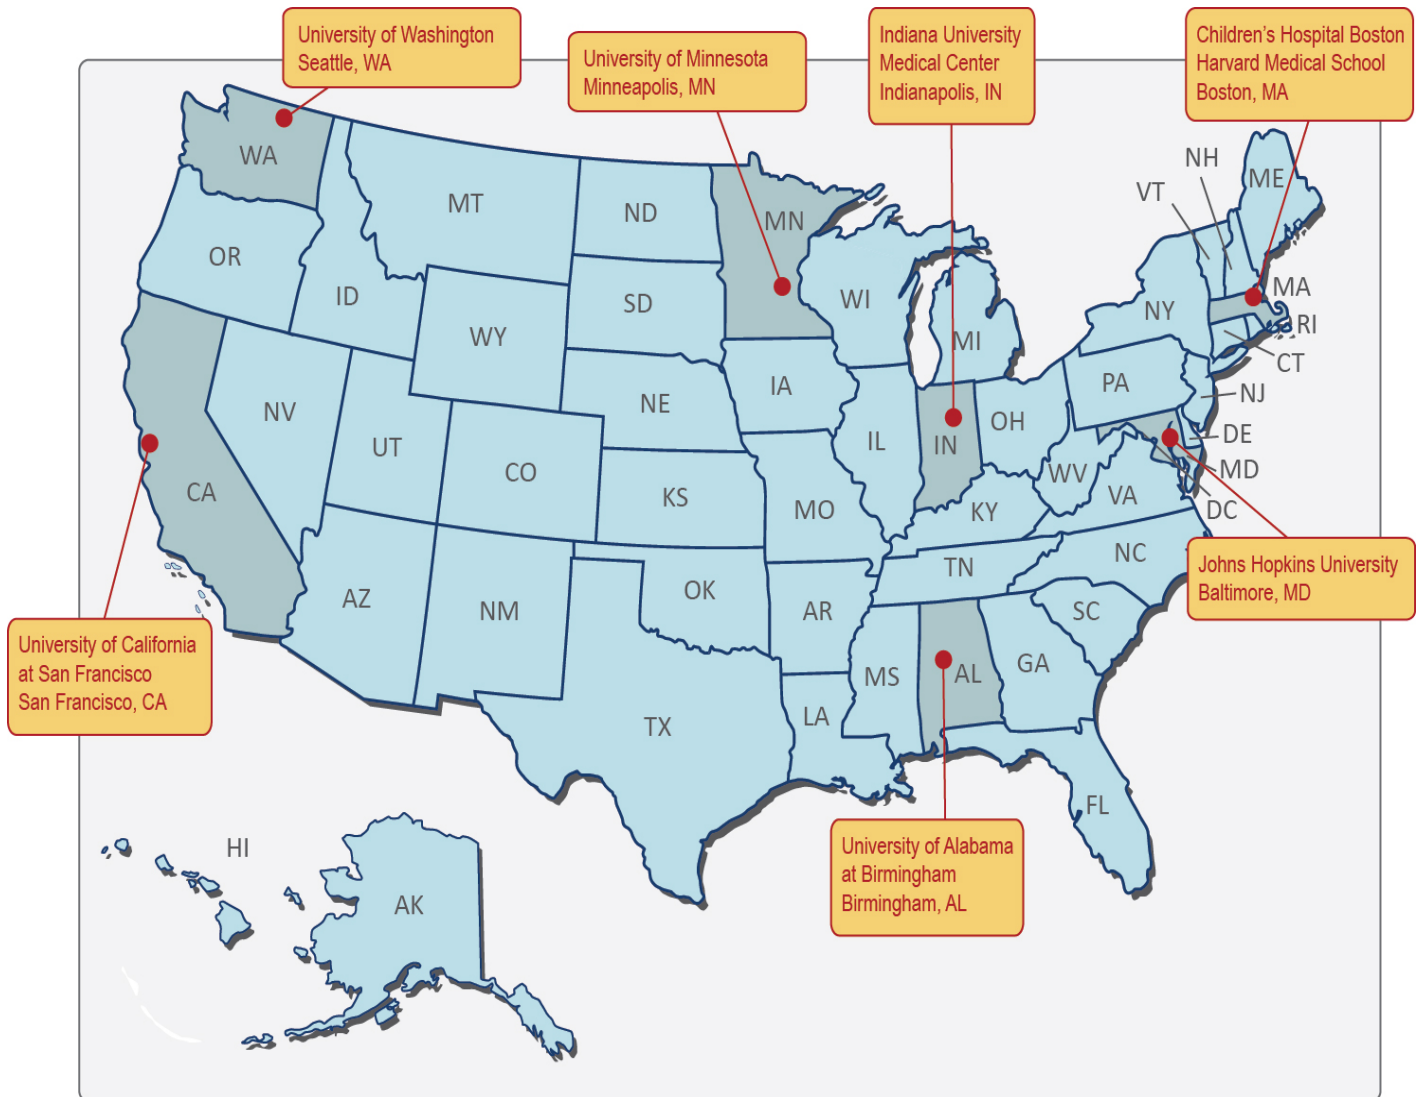 University of Washington
Seattle, WA
University of Minnesota
Minneapolis, MN
Indiana University
Medical Center
Indianapolis, IN
Children's Hospital Boston
Harvard Medical School
Boston, MA
WA
MT
ND
MN
NH
VT
ME
OR
ID
SD
WI
MA
NY
RI
WY
MI
CT
IA
PA
NJ
NV
NE
OH
DE
UT
CO
IL
IN
MD
CA
KS
MO
WV
VA
DC
KY
AZ
NM
OK
AR
TN
NC
SC
Johns Hopkins University
Baltimore, MD
University of California
at San Francisco
San Francisco, CA
TX
LA
MS
AL
GA
FL
University of Alabama
at Birmingham
Birmingham, AL
HI
AK